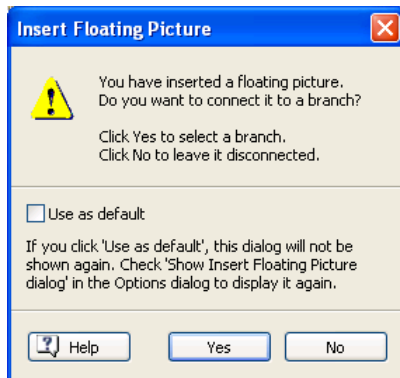 Insert Floating Picture
You have inserted a floating picture.
Do you want to connect it to a branch?
Click Yes to select a branch.
Click No to leave it disconnected.
Use as default
If you click 'Use as default', this dialog will not be
shown again. Check 'Show Insert Floating Picture
dialog' in the Options dialog to display it again.
Help
Yes
No